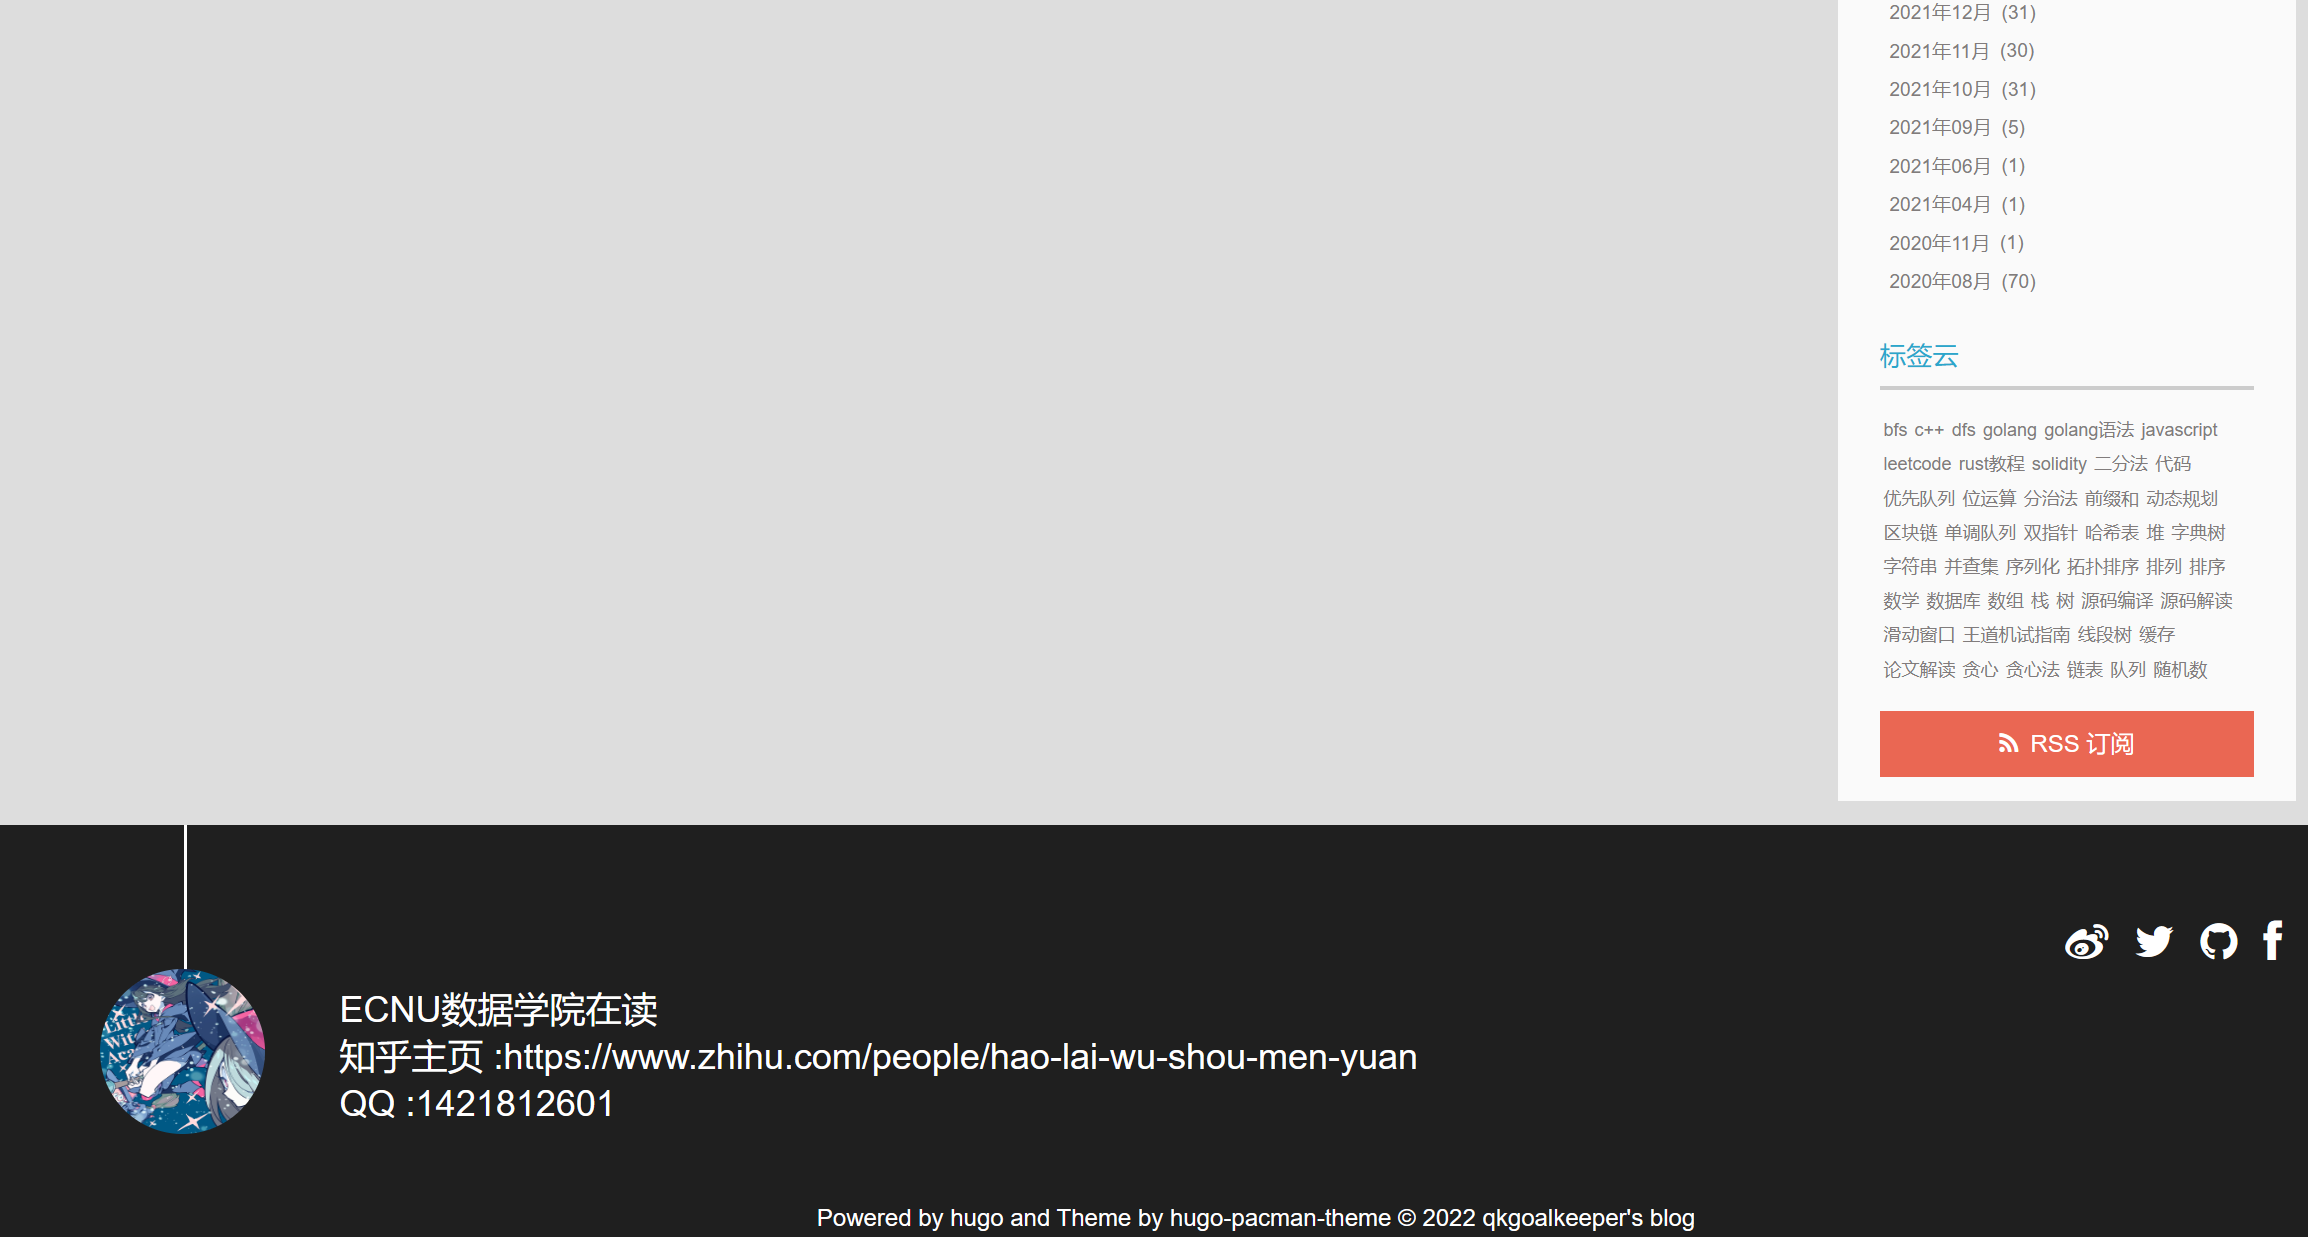 2021年12月 (31)
2021年11月 (30)
2021年10月 (31)
2021年09月 (5)
2021年06月 (1)
2021年04月 (1)
2020年11月 (1)
2020年08月 (70)
标签云
bfs c++ dfs golang golang语法 javascript
leetcode rust教程 solidity 二分法 代码
优先队列 位运算 分治法 前缀和 动态规划
区块链 单调队列 双指针 哈希表 堆 字典树
字符串 并查集 序列化 拓扑排序 排列 排序
数学 数据库 数组 栈 树 源码编译 源码解读
滑动窗口 王道机试指南 线段树 缓存
论文解读 贪心 贪心法 链表 队列 随机数
RSS 订阅
ECNU数据学院在读
知乎主页 :https://www.zhihu.com/people/hao-lai-wu-shou-men-yuan
QQ :1421812601
Powered by hugo and Theme by hugo-pacman-theme © 2022 qkgoalkeeper's blog